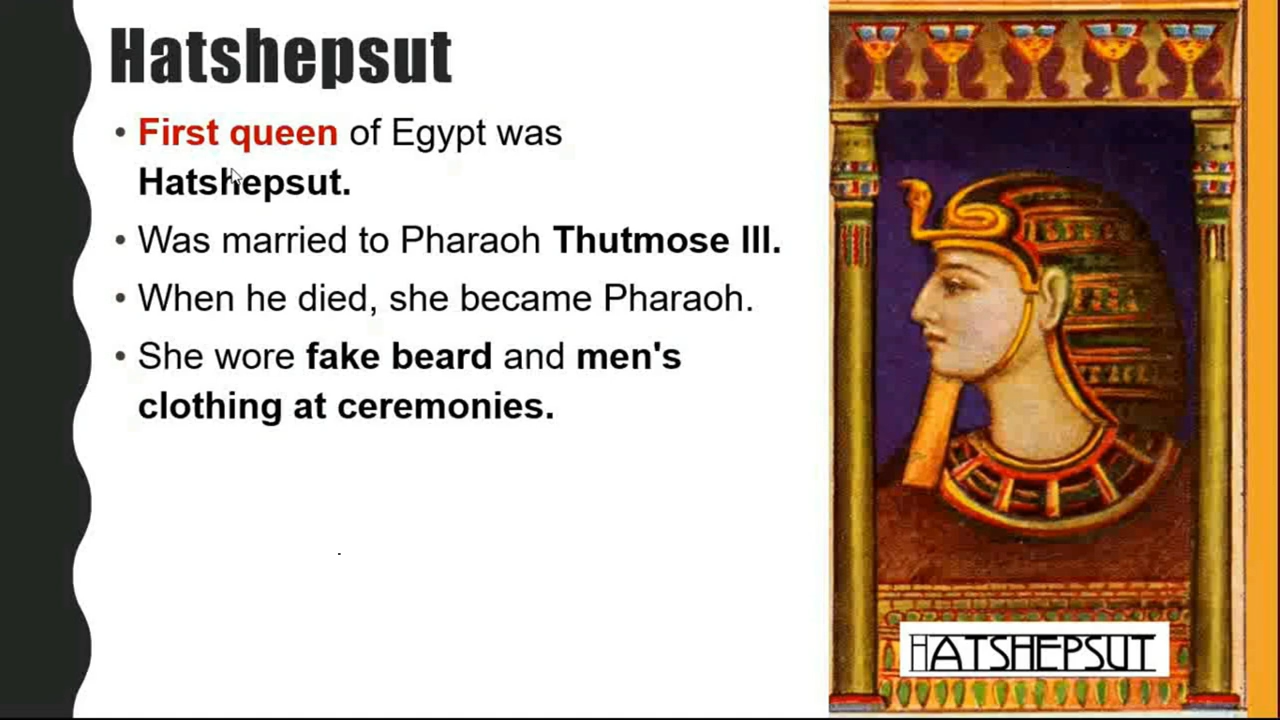 Hatshepsut
• First queen of Egypt was
Hatshepsut.
• Was married to Pharaoh Thutmose III.
• When he died, she became Pharaoh.
• She wore fake beard and men's
clothing at ceremonies.
.
HATSHEPSUT